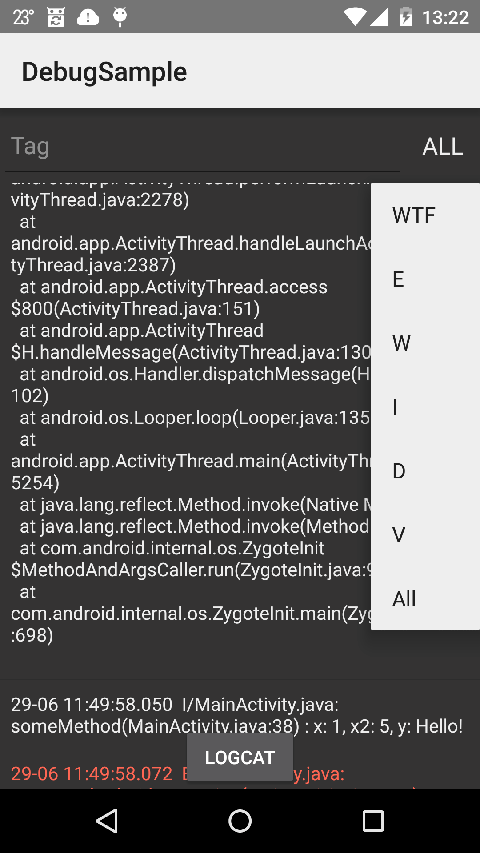 23° 13:22
DebugSample
Tag ALL
vityThread.java:2278)
at
android.app.ActivityThread.handleLaunchAc
tyThread.java:2387)
at android.app.ActivityThread.access
$800(ActivityThread.java:151)
at android.app.ActivityThread
$H.handleMessage(ActivityThread.java:130
at android.os.Handler.dispatchMessage(H
102)
at android.os.Looper.loop(Looper.java:135
at
android.app.ActivityThread.main(ActivityTh
5254)
at java.lang.reflect.Method.invoke(Native M
at java.lang.reflect.Method.invoke(Method
at com.android.internal.os.ZygoteInit
$MethodAndArgsCaller.run(ZygoteInit.java:9
at
com.android.internal.os.ZygoteInit.main(Zyg
:698)
WTF
E
W
I
D
V
All
29-06 11:49:58.050 I/MainActivity.java:
someMethod(MainActivity.java:38) : x: 1, x2: 5, y: Hello!
LOGCAT
29-06 11:49:58.072 E y.java: